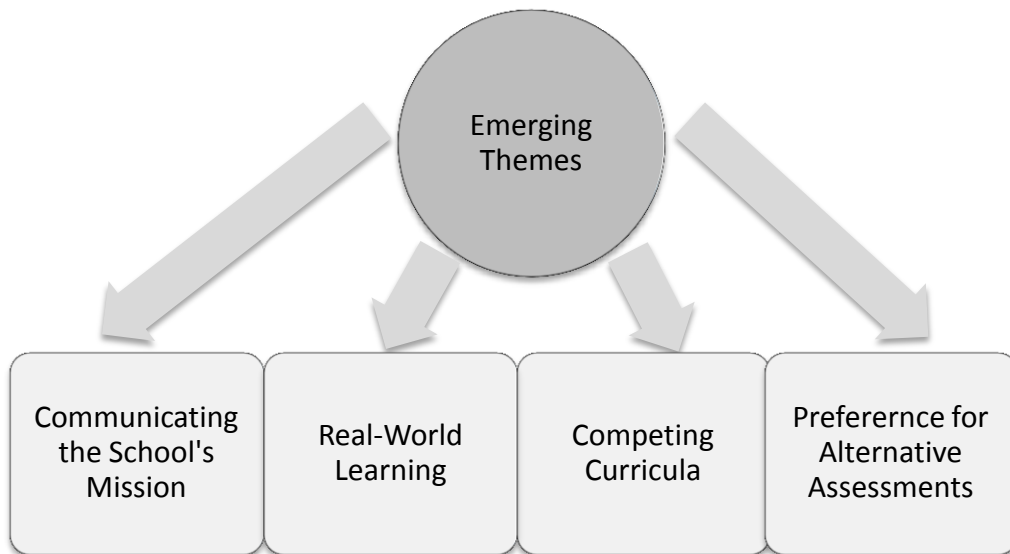 Emerging
Themes
Communicating
the School's
Mission
Real-World
Learning
Competing
Curricula
Preferernce for
Alternative
Assessments